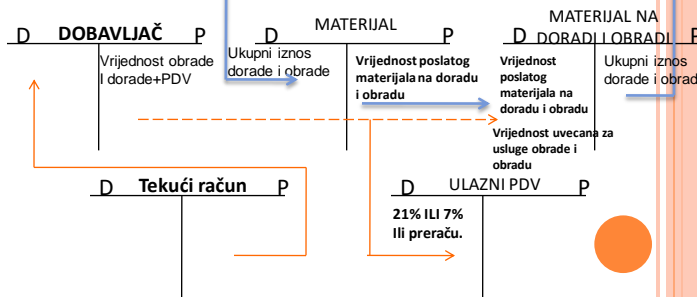 D DOBAVLJAČ P
Vrijednost obrade
I dorade+PDV
D MATERIJAL P
Ukupni iznos
dorade i obrade
Vrijednost poslatog
materijala na doradu
i obradu
MATERIJAL NA
D DORADI I OBRADI P
Vrijednost
poslatog
materijala na
doradu i obradu
Vrijednost uvecana za
usluge obrade i
obradu
Ukupni iznos
dorade i obrad
D Tekući račun P
D ULAZNI PDV P
21% ILI 7%
Ili preraču.